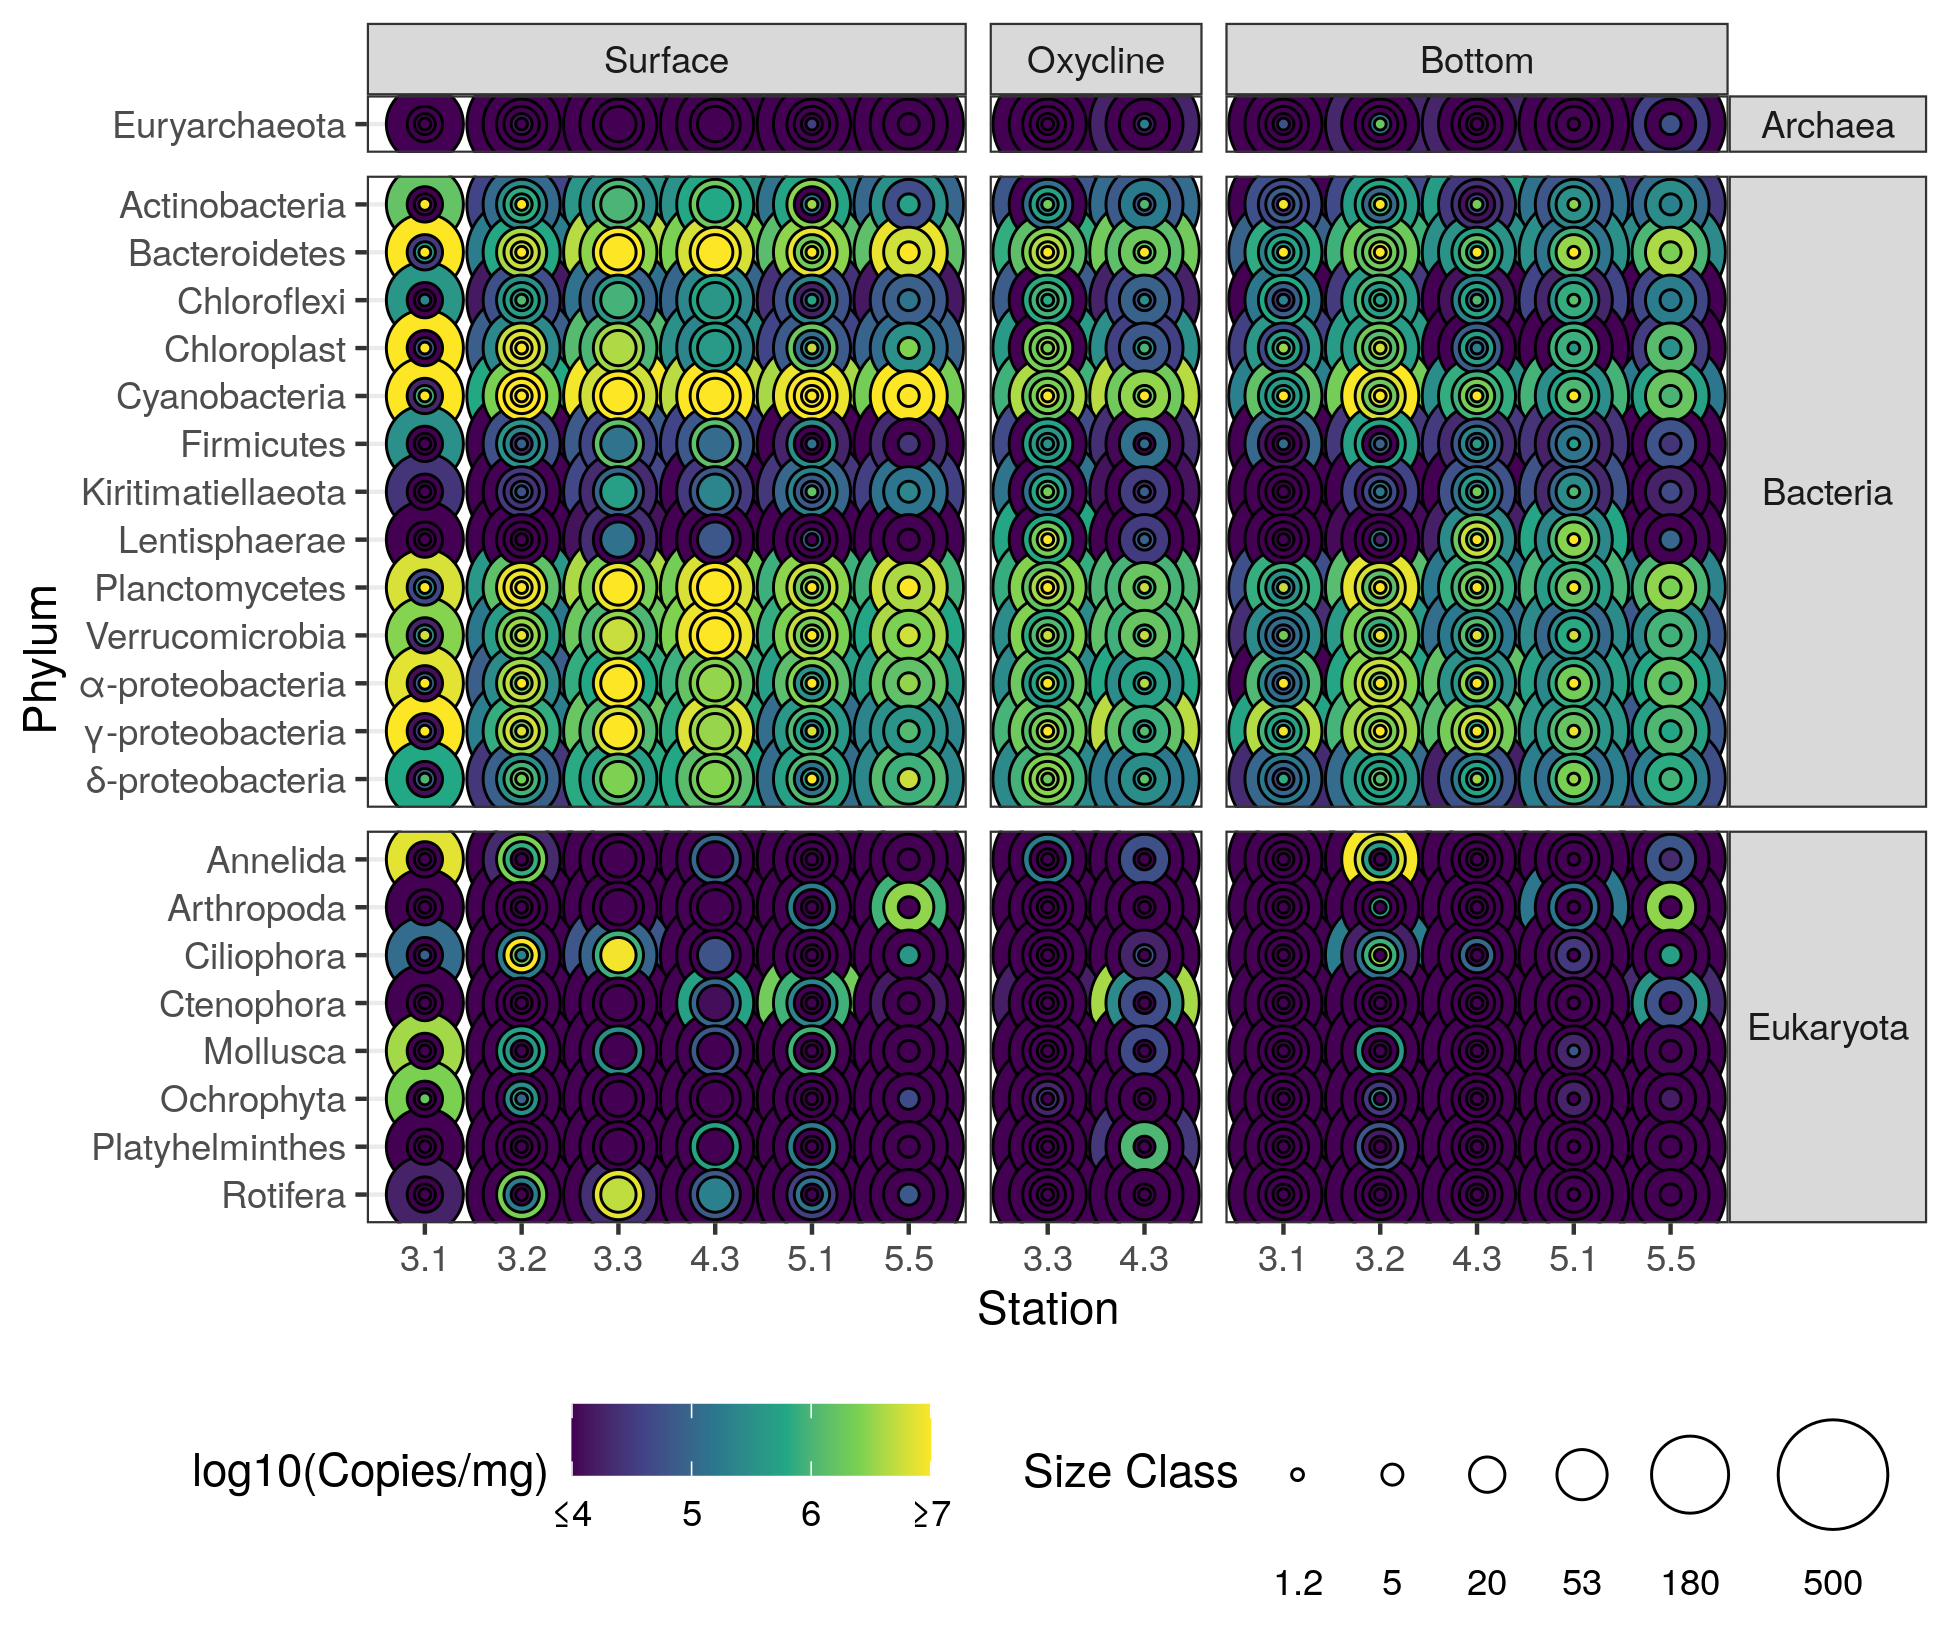 Surface Oxycline Bottom
Euryarchaeota Archaea
Actinobacteria
Bacteroidetes
Chloroflexi
Chloroplast
Cyanobacteria
Firmicutes
Kiritimatiellaeota Bacteria
Lentisphaerae
Planctomycetes
Verrucomicrobia
α-proteobacteria
γ-proteobacteria
δ-proteobacteria
Phylum
Annelida
Arthropoda
Ciliophora
Ctenophora
Eukaryota
Mollusca
Ochrophyta
Platyhelminthes
Rotifera
3.1 3.2 3.3 4.3 5.1 5.5 3.3 4.3 3.1 3.2 4.3 5.1 5.5
Station
log10(Copies/mg)
≤4 5 6 ≥7
Size Class
1.2 5 20 53 180 500